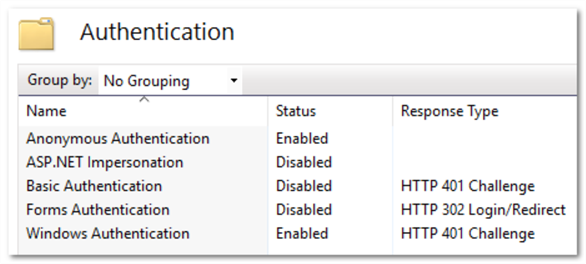 Authentication
Group by: No Grouping
Name Status Response Type
Anonymous Authentication Enabled
ASP.NET Impersonation Disabled
Basic Authentication Disabled HTTP 401 Challenge
Forms Authentication Disabled HTTP 302 Login/Redirect
Windows Authentication Enabled HTTP 401 Challenge